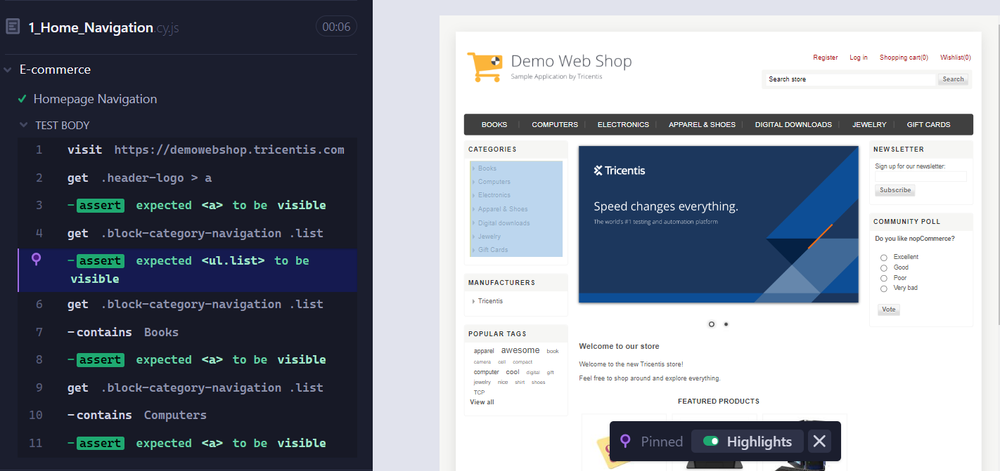 1_Home_Navigation.cy.js 00:06
E-commerce
Homepage Navigation
TEST BODY
1 visit https://demowebshop.tricentis.com
2 get .header-logo > a
3 -assert expected <a> to be visible
4 get .block-category-navigation .list
-assert expected <ul.list> to be
visible
6 get .block-category-navigation .list
7 -contains Books
8 -assert expected <a> to be visible
9 get .block-category-navigation .list
10 -contains Computers
11 -assert expected <a> to be visible
Demo Web Shop
Sample Application by Tricentis
Register Log in Shopping cart(0) Wishlist(0)
Search store Search
BOOKS COMPUTERS ELECTRONICS APPAREL & SHOES DIGITAL DOWNLOADS JEWELRY GIFT CARDS
CATEGORIES
Books
Computers
Electronics
Apparel & Shoes
Digital downloads
Jewelry
Gift Cards
MANUFACTURERS
Tricentis
POPULAR TAGS
apparel awesome book
camera cell compact
computer cool digital gift
jewelry nice shirt shoes
TCP
View all
Tricentis
Speed changes everything.
The world's #1 testing and automation platform
Welcome to our store
Welcome to the new Tricentis store!
Feel free to shop around and explore everything.
FEATURED PRODUCTS
NEWSLETTER
Sign up for our newsletter:
Subscribe
COMMUNITY POLL
Do you like nopCommerce?
Excellent
Good
Poor
Very bad
Vote
Pinned Highlights